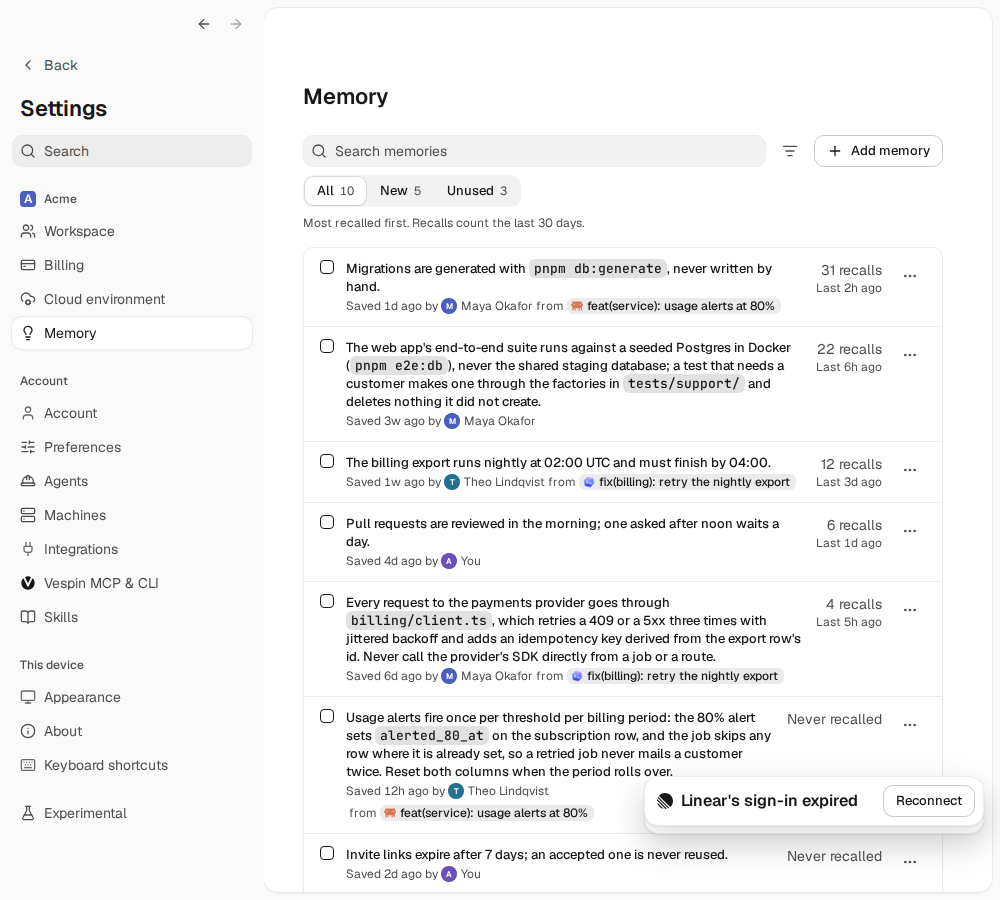 Back
Settings
Search
A Acme
Workspace
Billing
Cloud environment
Memory
Account
Account
Preferences
Agents
Machines
Integrations
Vespin MCP & CLI
Skills
This device
Appearance
About
Keyboard shortcuts
Experimental
Memory
Search memories
Add memory
All 10 New 5 Unused 3
Most recalled first. Recalls count the last 30 days.
Migrations are generated with pnpm db:generate, never written by
hand.
Saved 1d ago by M Maya Okafor from feat(service): usage alerts at 80%
31 recalls
Last 2h ago
The web app's end-to-end suite runs against a seeded Postgres in Docker
(pnpm e2e:db), never the shared staging database; a test that needs a
customer makes one through the factories in tests/support/ and
deletes nothing it did not create.
Saved 3w ago by M Maya Okafor
22 recalls
Last 6h ago
The billing export runs nightly at 02:00 UTC and must finish by 04:00.
Saved 1w ago by T Theo Lindqvist from fix(billing): retry the nightly export
12 recalls
Last 3d ago
Pull requests are reviewed in the morning; one asked after noon waits a
day.
Saved 4d ago by A You
6 recalls
Last 1d ago
Every request to the payments provider goes through
billing/client.ts, which retries a 409 or a 5xx three times with
jittered backoff and adds an idempotency key derived from the export row's
id. Never call the provider's SDK directly from a job or a route.
Saved 6d ago by M Maya Okafor from fix(billing): retry the nightly export
4 recalls
Last 5h ago
Usage alerts fire once per threshold per billing period: the 80% alert
sets alerted_80_at on the subscription row, and the job skips any
row where it is already set, so a retried job never mails a customer
twice. Reset both columns when the period rolls over.
Saved 12h ago by T Theo Lindqvist
from feat(service): usage alerts at 80%
Never recalled
Linear's sign-in expired
Reconnect
Invite links expire after 7 days; an accepted one is never reused.
Saved 2d ago by A You
Never recalled